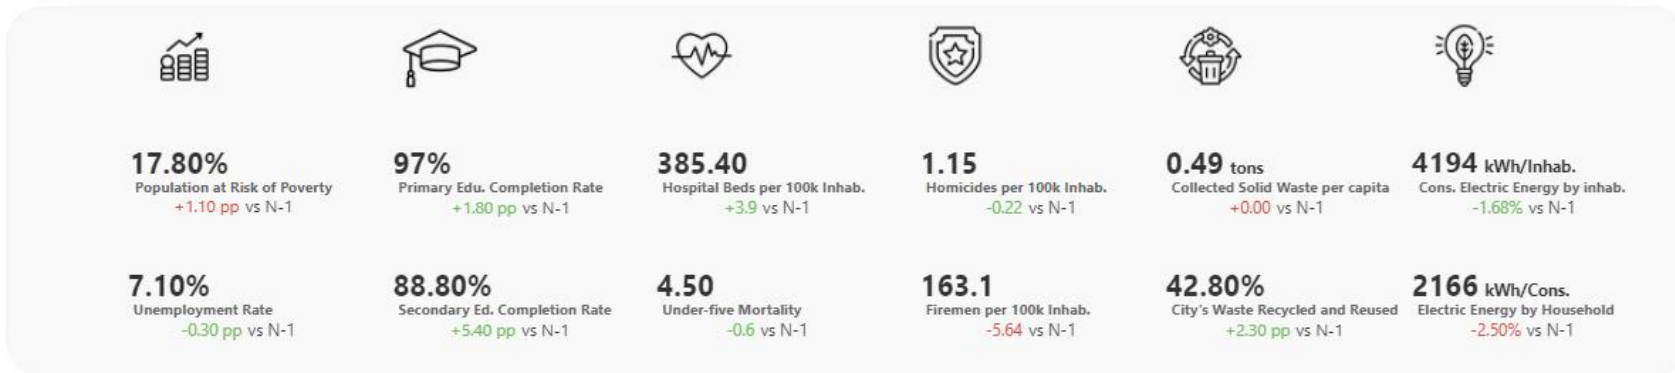 17.80%
Population at Risk of Poverty
+1.10 pp vs N-1
97%
Primary Edu. Completion Rate
+1.80 pp vs N-1
385.40
Hospital Beds per 100k Inhab.
+3.9 vs N-1
1.15
Homicides per 100k Inhab.
-0.22 vs N-1
0.49 tons
Collected Solid Waste per capita
+0.00 vs N-1
4194 kWh/Inhab.
Cons. Electric Energy by inhab.
-1.68% vs N-1
7.10%
Unemployment Rate
-0.30 pp vs N-1
88.80%
Secondary Ed. Completion Rate
+5.40 pp vs N-1
4.50
Under-five Mortality
-0.6 vs N-1
163.1
Firemen per 100k Inhab.
-5.64 vs N-1
42.80%
City's Waste Recycled and Reused
+2.30 pp vs N-1
2166 kWh/Cons.
Electric Energy by Household
-2.50% vs N-1